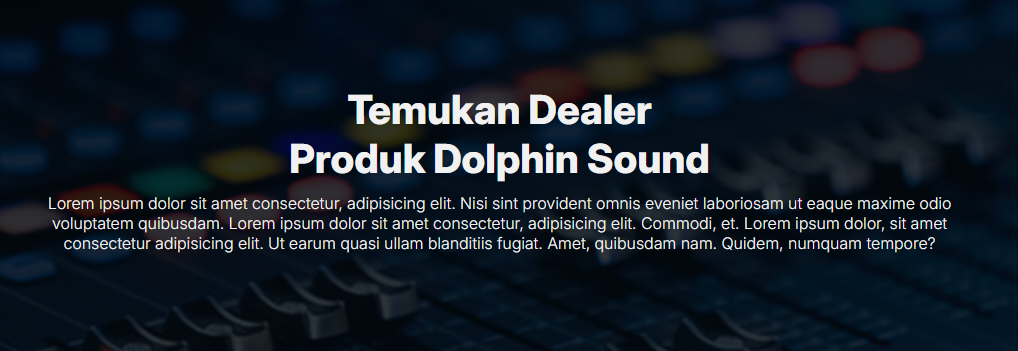 Temukan Dealer
Produk Dolphin Sound
Lorem ipsum dolor sit amet consectetur, adipisicing elit. Nisi sint provident omnis eveniet laboriosam ut eaque maxime odio
voluptatem quibusdam. Lorem ipsum dolor sit amet consectetur, adipisicing elit. Commodi, et. Lorem ipsum dolor, sit amet
consectetur adipisicing elit. Ut earum quasi ullam blanditiis fugiat. Amet, quibusdam nam. Quidem, numquam tempore?